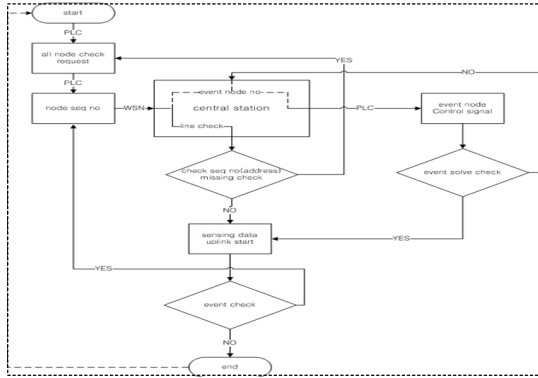 start
PLC
YES
all node check
request
NO
PLC
event node no
node seq no
WSN
central station
PLC
event node
Control signal
line check
check seq no(address)
missing check
event solve check
NO
sensing data
uplink start
YES
YES
event check
NO
end